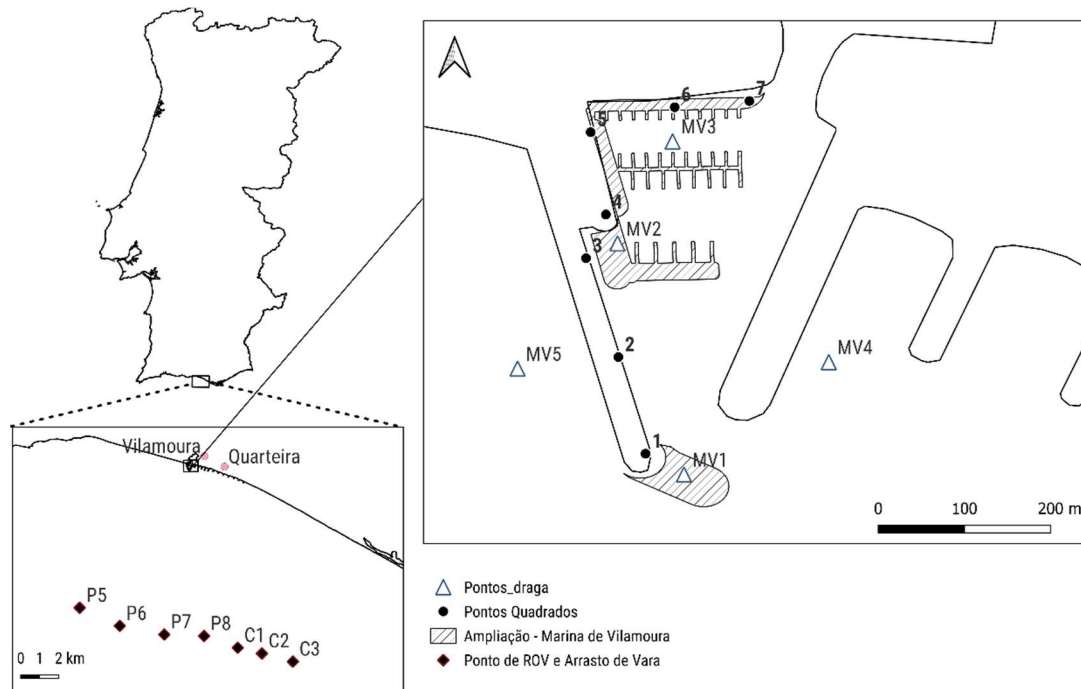 7
6
5
MV3
4
MV2
3
MV5
2
MV4
1
MV1
0 100 200 m
Vilamoura
Quarteira
P5
P6
P7
P8
C1
C2
C3
0 1 2 km
Pontos_draga
Pontos Quadrados
Ampliação - Marina de Vilamoura
Ponto de ROV e Arrasto de Vara